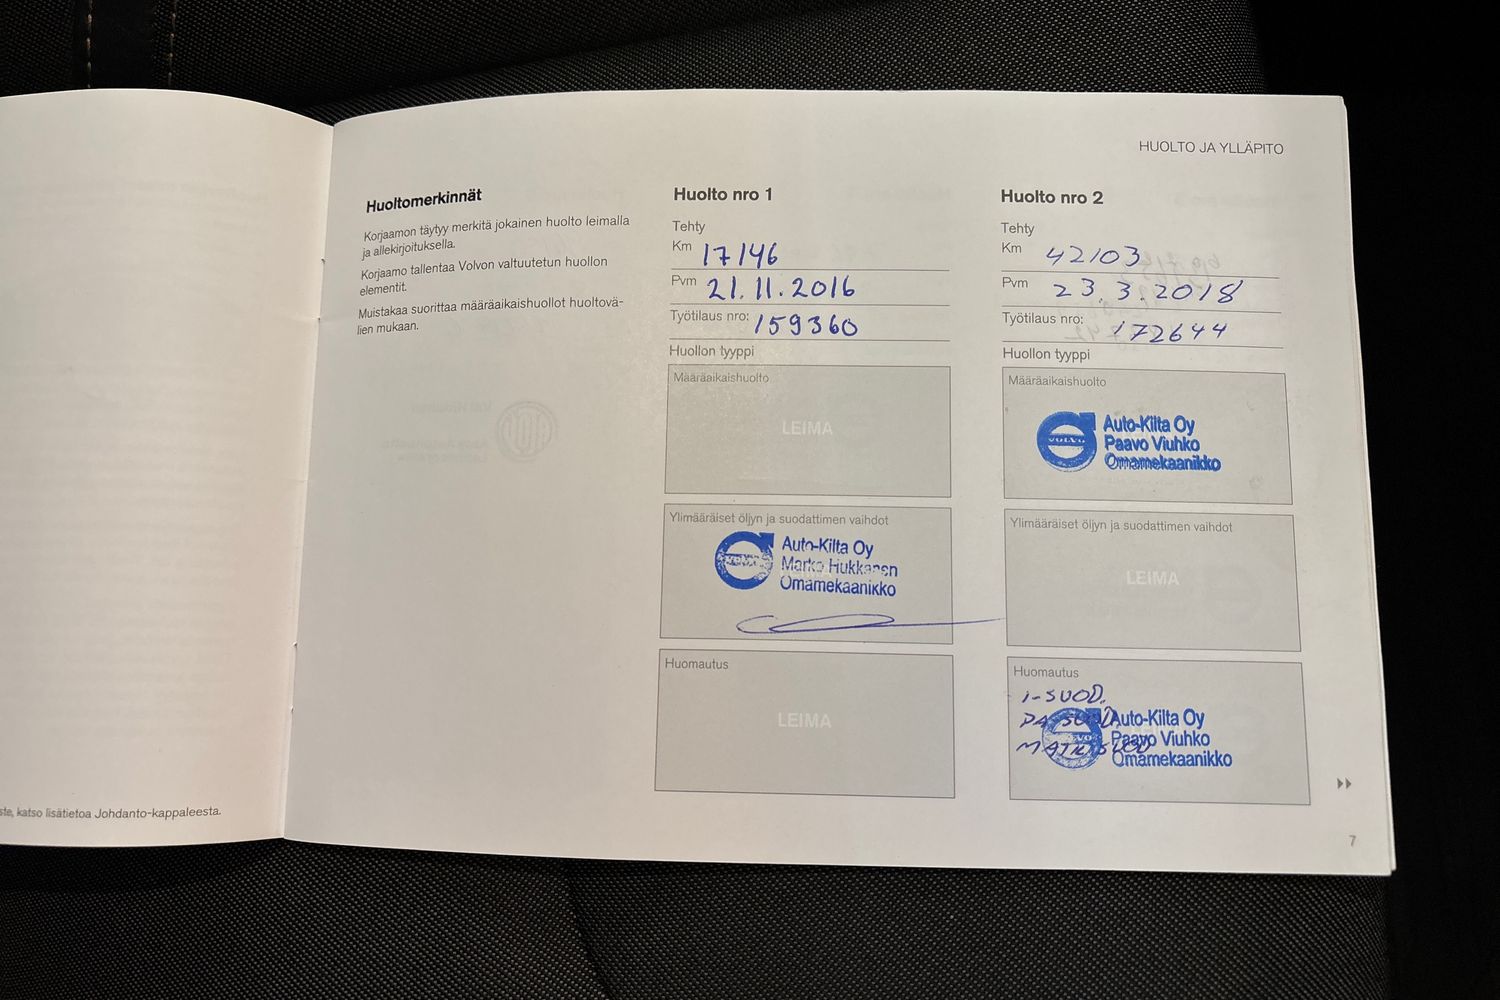 HUOLTO JA YLLÄPITO
Huoltomerkinnät
Korjaamon täytyy merkitä jokainen huolto leimalla
ja allekirjoituksella.
Korjaamo tallentaa Volvon valtuutetun huollon
elementit.
Muistakaa suorittaa määräaikaishuollot huoltovä-
lien mukaan.
Huolto nro 1
Tehty
Km 17146
Pvm 21.11.2016
Työtilaus nro: 159360
Huollon tyyppi
Määräaikaishuolto
LEIMA
Ylimääräiset öljyn ja suodattimen vaihdot
VOLVO
Auto-Kilta Oy
Marko Hukkanen
Omamekaanikko
Huomautus
LEIMA
Huolto nro 2
Tehty
Km 42103
Pvm 23.3.2018
Työtilaus nro: 172644
Huollon tyyppi
Määräaikaishuolto
VOLVO
Auto-Kilta Oy
Paavo Viuhko
Omamekaanikko
Ylimääräiset öljyn ja suodattimen vaihdot
LEIMA
Huomautus
I-SUOD.
PA SUOD.
Auto-Kilta Oy
Paavo Viuhko
Omamekaanikko
ste, katso lisätietoa Johdanto-kappaleesta.
7